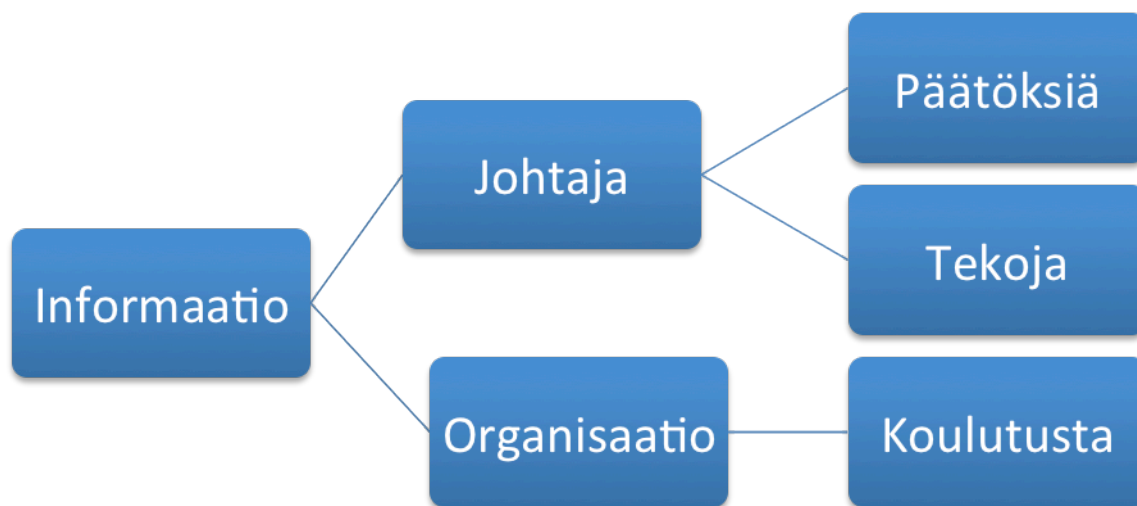 Informaatio
Johtaja
Organisaatio
Päätöksiä
Tekoja
Koulutusta